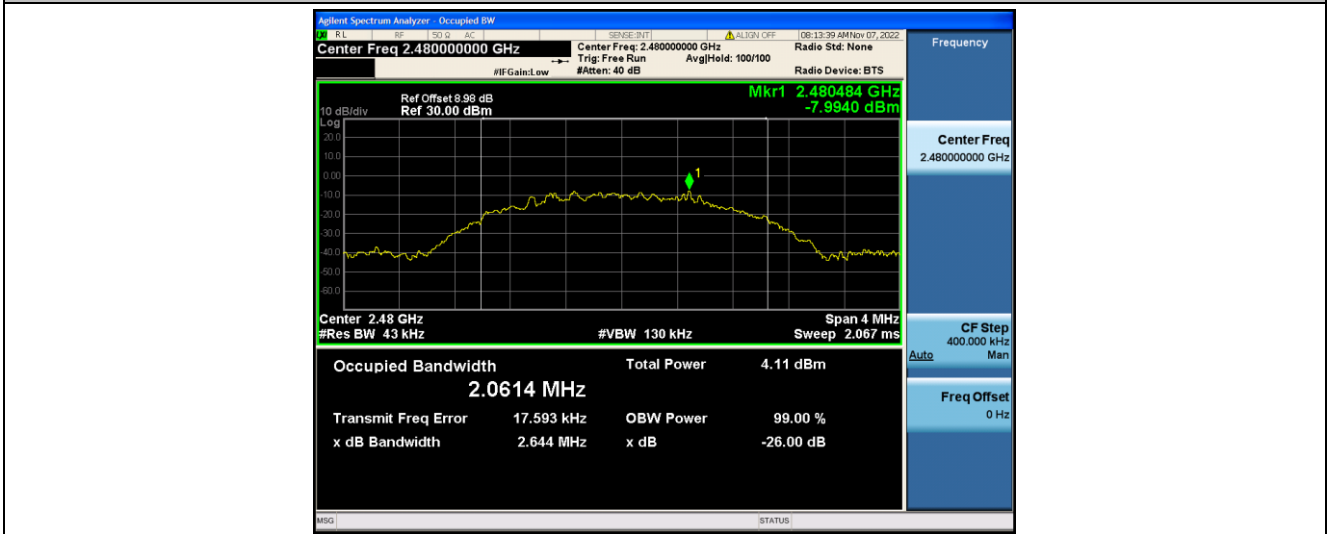 Agilent Spectrum Analyzer - Occupied BW
RL RF 50 Ω AC SENSE:INT ALIGN OFF 08:13:39 AM Nov 07, 2022
Center Freq 2.480000000 GHz
Center Freq: 2.480000000 GHz
Radio Std: None
Trig: Free Run Avg|Hold: 100/100
#IFGain:Low #Atten: 40 dB Radio Device: BTS
Frequency
Mkr1 2.480484 GHz
-7.9940 dBm
Ref Offset 8.98 dB
10 dB/div Ref 30.00 dBm
Log
20.0
10.0
0.00
-10.0
-20.0
-30.0
-40.0
-50.0
-60.0
1
Center 2.48 GHz Span 4 MHz
#Res BW 43 kHz #VBW 130 kHz Sweep 2.067 ms
Center Freq
2.480000000 GHz
CF Step
400.000 kHz
Auto Man
Freq Offset
0 Hz
Occupied Bandwidth Total Power 4.11 dBm
2.0614 MHz
Transmit Freq Error 17.593 kHz OBW Power 99.00 %
x dB Bandwidth 2.644 MHz x dB -26.00 dB
MSG STATUS